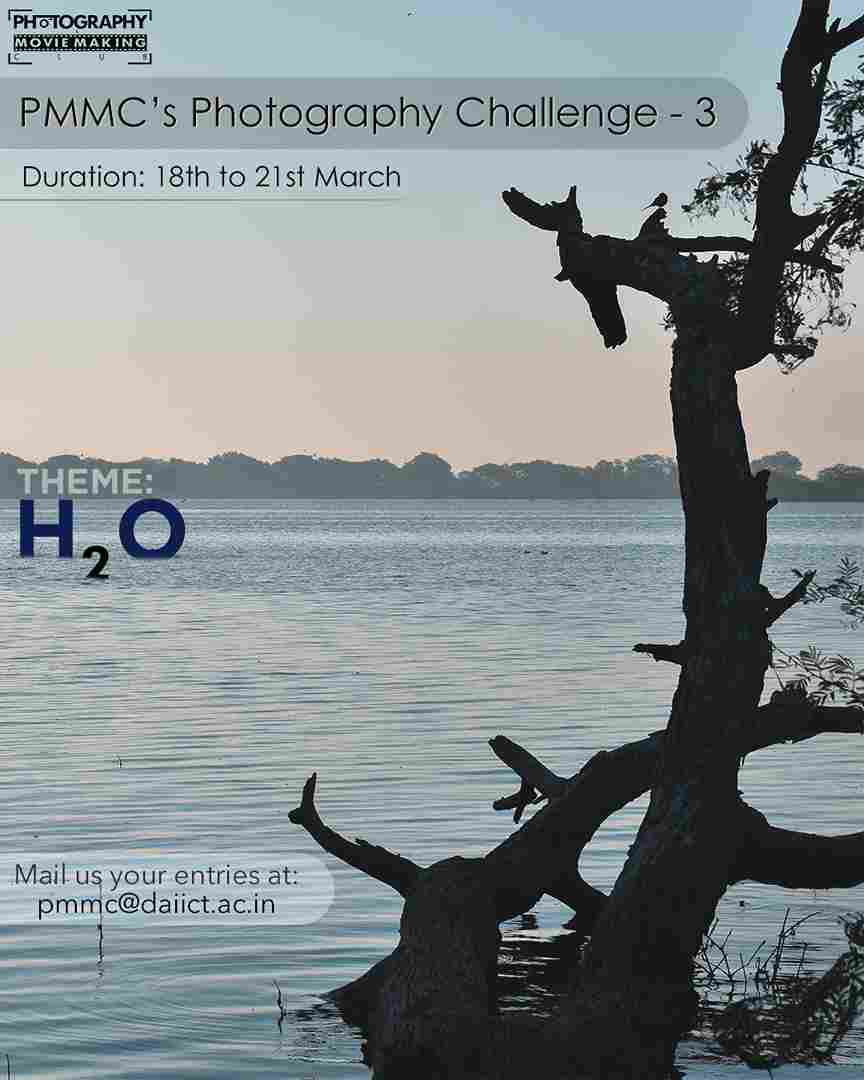 PHOTOGRAPHY
MOVIE MAKING
CLUB
PMMC's Photography Challenge - 3
Duration: 18th to 21st March
THEME:
H₂O
Mail us your entries at:
pmmc@daiict.ac.in